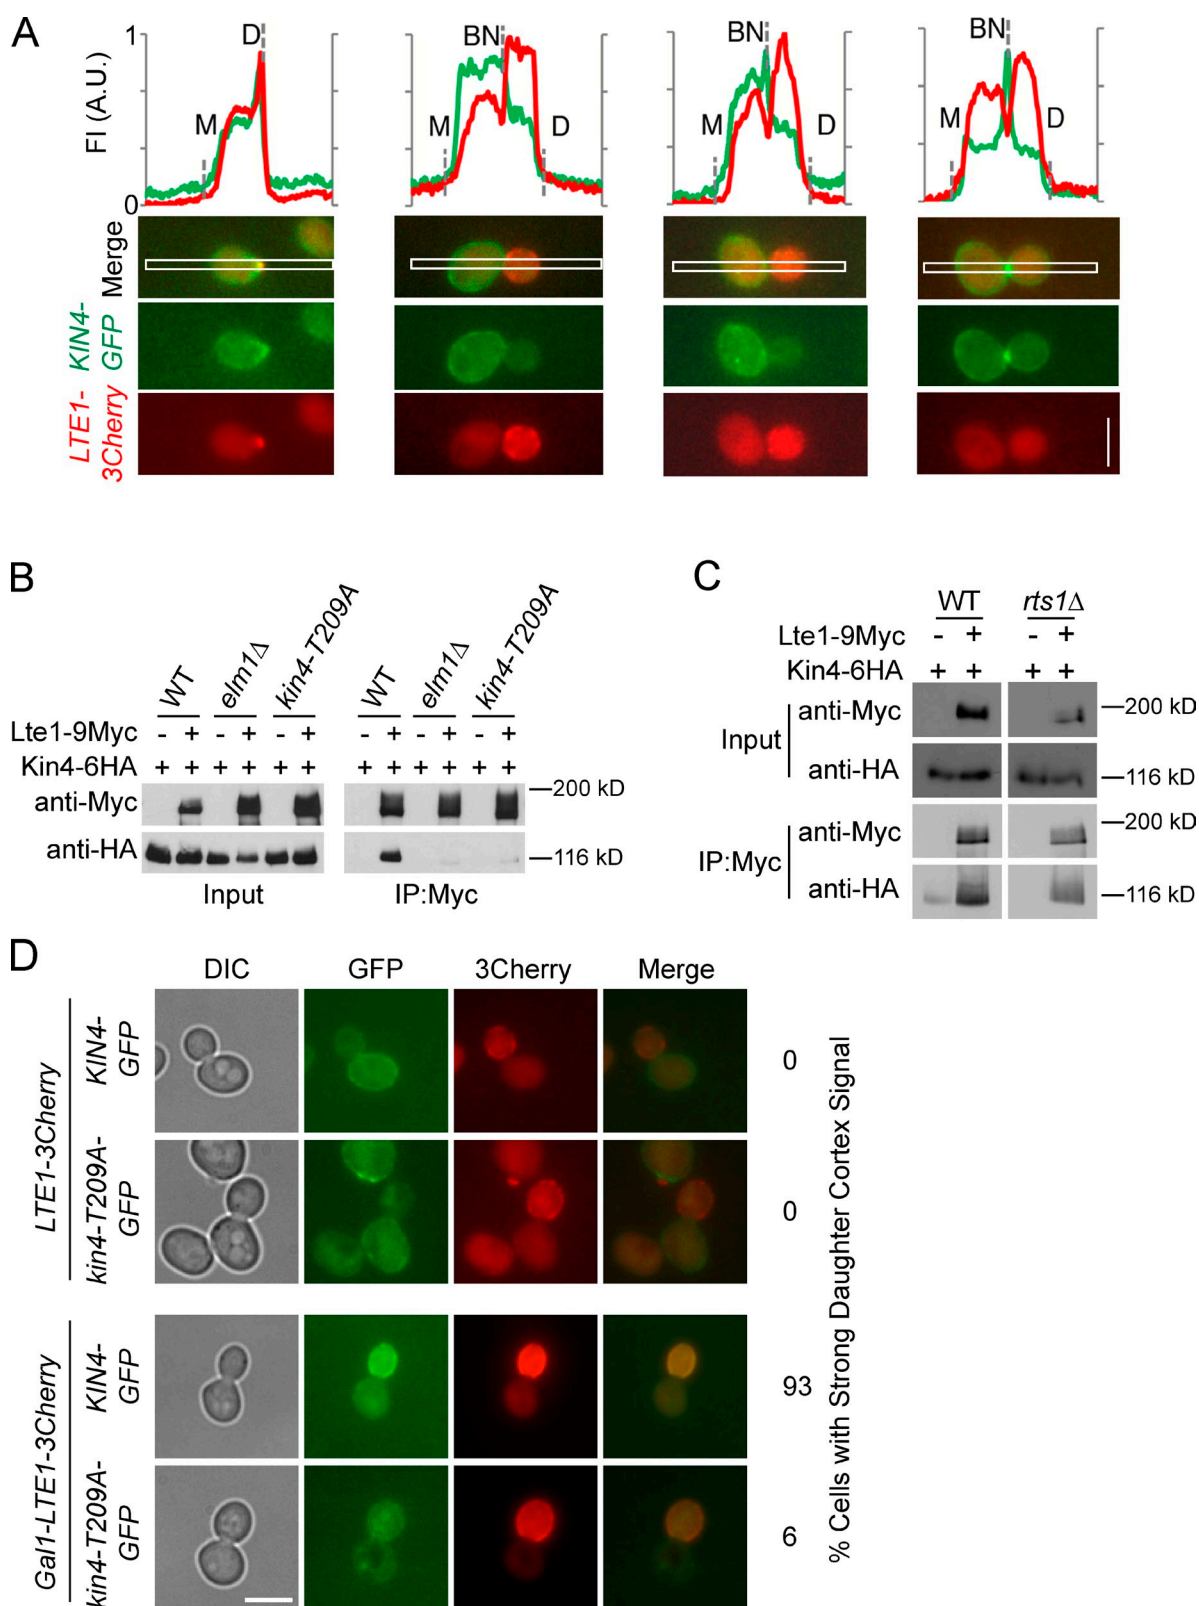 A
1
FI (A.U.)
0
M
D
M
BN
D
M
BN
D
M
BN
D
Merge
KIN4-
GFP
LTE1-
3Cherry
B
WT
elm1Δ
kin4-T209A
WT
elm1Δ
kin4-T209A
Lte1-9Myc - + - + - + - + - + - +
Kin4-6HA + + + + + + + + + + + +
anti-Myc
200 kD
anti-HA
116 kD
Input
IP:Myc
C
WT
rts1Δ
Lte1-9Myc - + - +
Kin4-6HA + + + +
Input
anti-Myc
200 kD
anti-HA
116 kD
IP:Myc
anti-Myc
200 kD
anti-HA
116 kD
D
DIC GFP 3Cherry Merge
LTE1-3Cherry
KIN4-
GFP
0
kin4-T209A-
GFP
0
Gal1-LTE1-3Cherry
KIN4-
GFP
93
kin4-T209A-
GFP
6
% Cells with Strong Daughter Cortex Signal